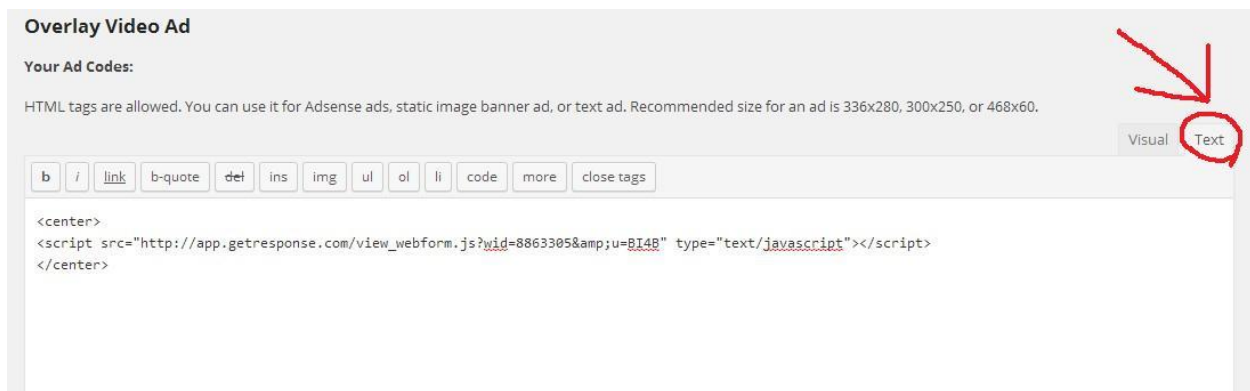 Overlay Video Ad
Your Ad Codes:
HTML tags are allowed. You can use it for Adsense ads, static image banner ad, or text ad. Recommended size for an ad is 336x280, 300x250, or 468x60.
Visual Text
b i link b-quote del ins img ul ol li code more close tags
<center>
<script src="http://app.getresponse.com/view_webform.js?wid=8863305&amp;u=BI4B" type="text/javascript"></script>
</center>